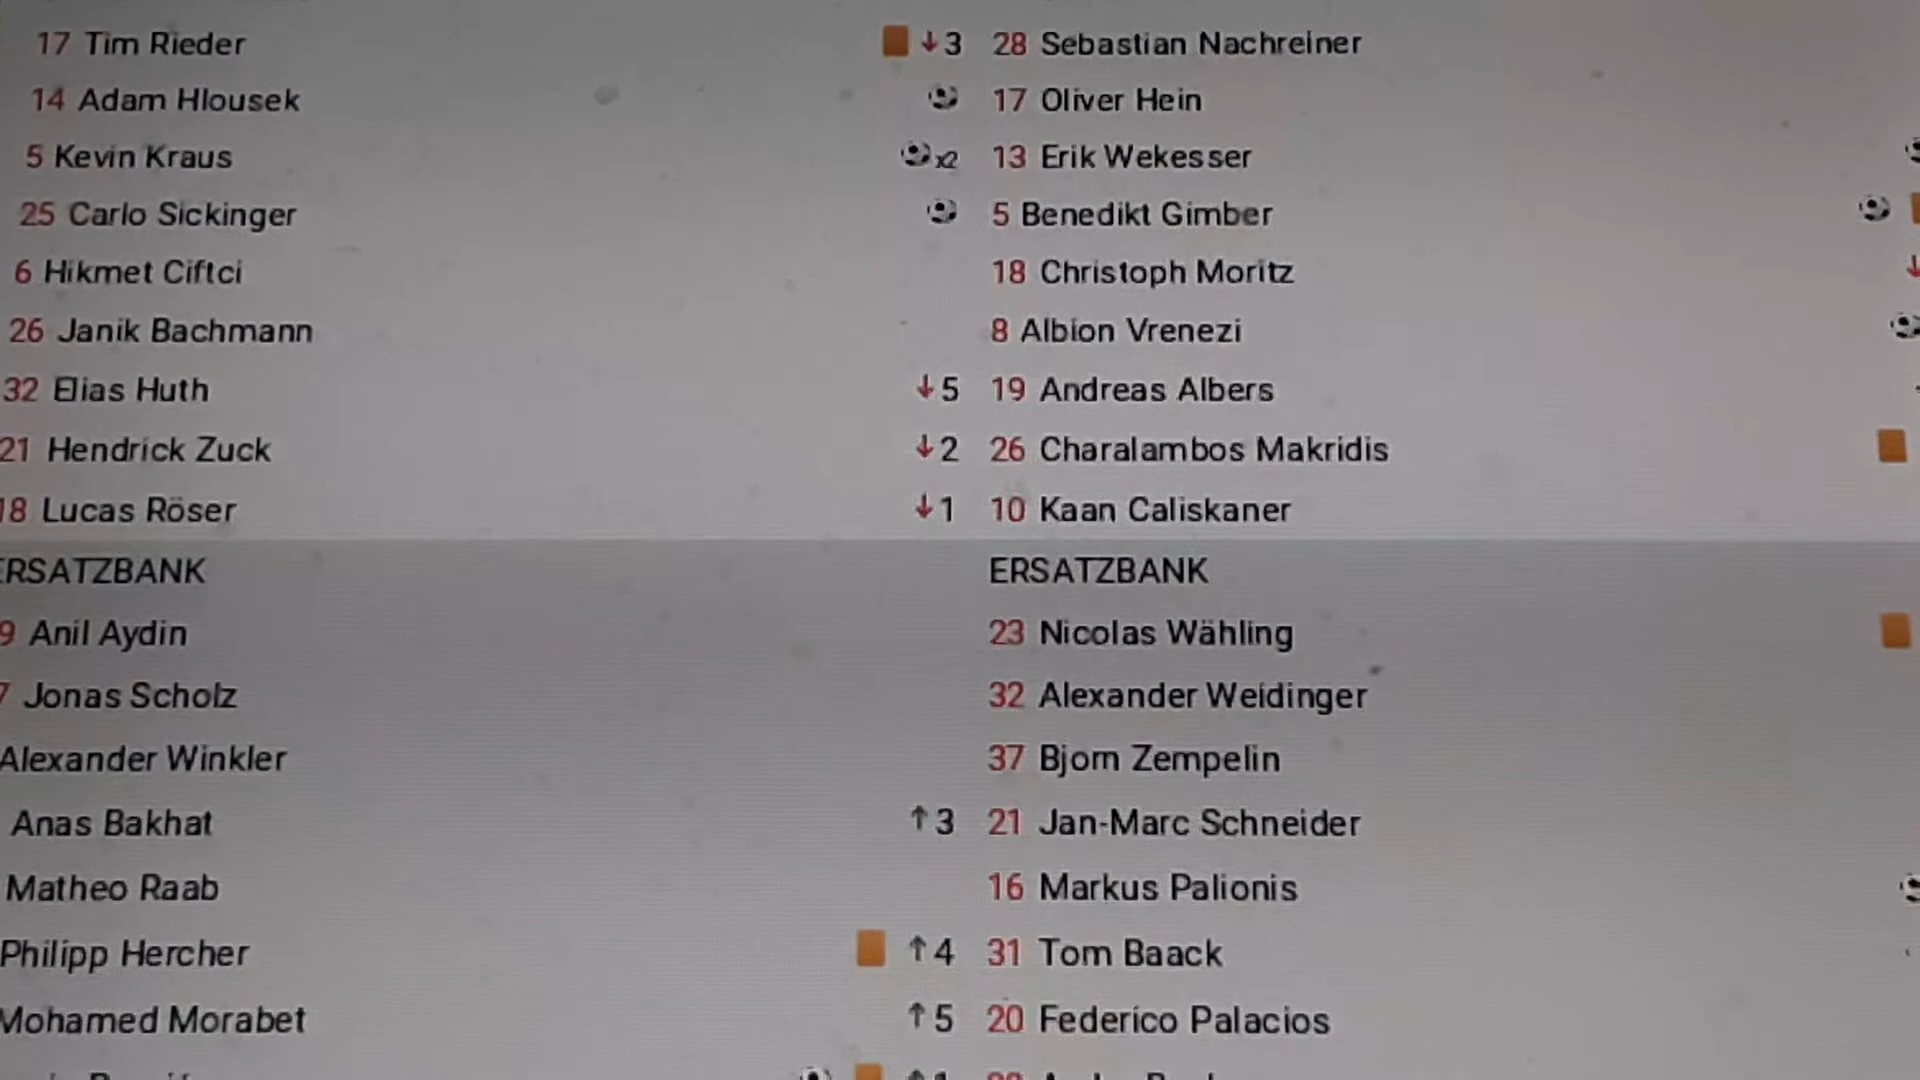 17 Tim Rieder ↓3
14 Adam Hlousek
5 Kevin Kraus x2
25 Carlo Sickinger
6 Hikmet Ciftci
26 Janik Bachmann
32 Elias Huth ↓5
21 Hendrick Zuck ↓2
18 Lucas Röser ↓1
ERSATZBANK
9 Anil Aydin
7 Jonas Scholz
Alexander Winkler
Anas Bakhat ↑3
Matheo Raab
Philipp Hercher ↑4
Mohamed Morabet ↑5
↑1
28 Sebastian Nachreiner
17 Oliver Hein
13 Erik Wekesser
5 Benedikt Gimber
18 Christoph Moritz
8 Albion Vrenezi
19 Andreas Albers
26 Charalambos Makridis
10 Kaan Caliskaner
ERSATZBANK
23 Nicolas Wähling
32 Alexander Weidinger
37 Bjorn Zempelin
21 Jan-Marc Schneider
16 Markus Palionis
31 Tom Baack
20 Federico Palacios